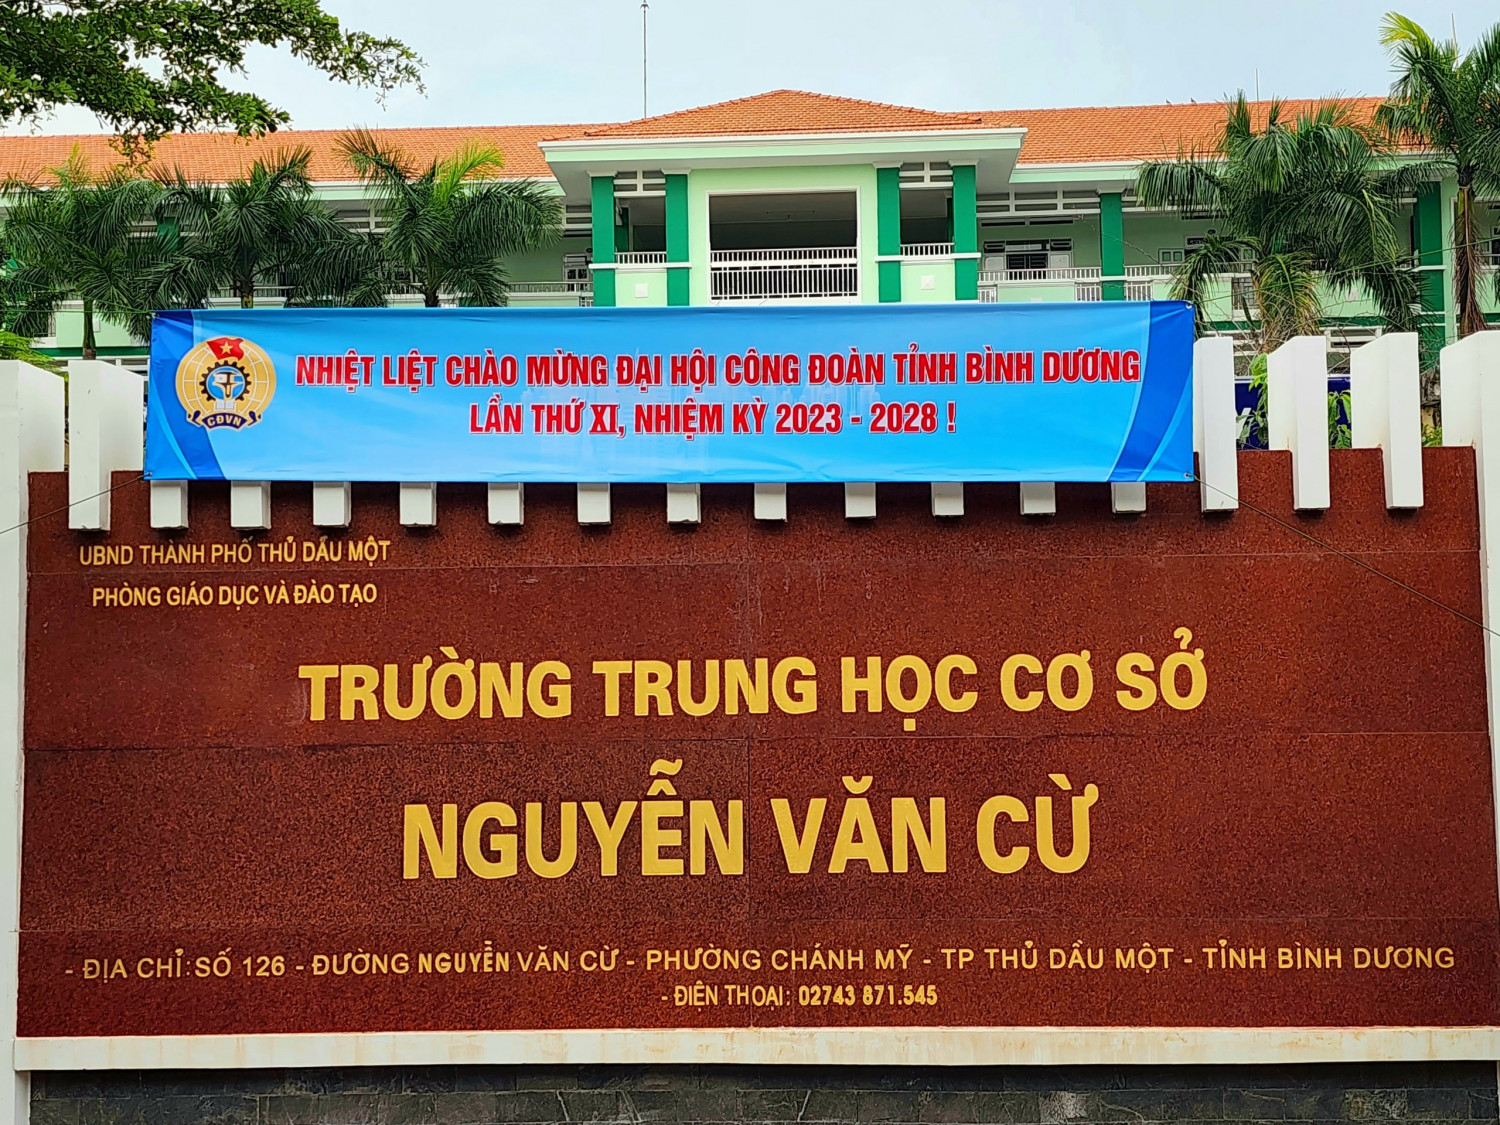 CĐVN
NHIỆT LIỆT CHÀO MỪNG ĐẠI HỘI CÔNG ĐOÀN TỈNH BÌNH DƯƠNG
LẦN THỨ XI, NHIỆM KỲ 2023 - 2028 !
UBND THÀNH PHỐ THỦ DẦU MỘT
PHÒNG GIÁO DỤC VÀ ĐÀO TẠO
TRƯỜNG TRUNG HỌC CƠ SỞ
NGUYỄN VĂN CỪ
- ĐỊA CHỈ: SỐ 126 - ĐƯỜNG NGUYỄN VĂN CỪ - PHƯỜNG CHÁNH MỸ - TP THỦ DẦU MỘT - TỈNH BÌNH DƯƠNG
- ĐIỆN THOẠI: 02743 871.545